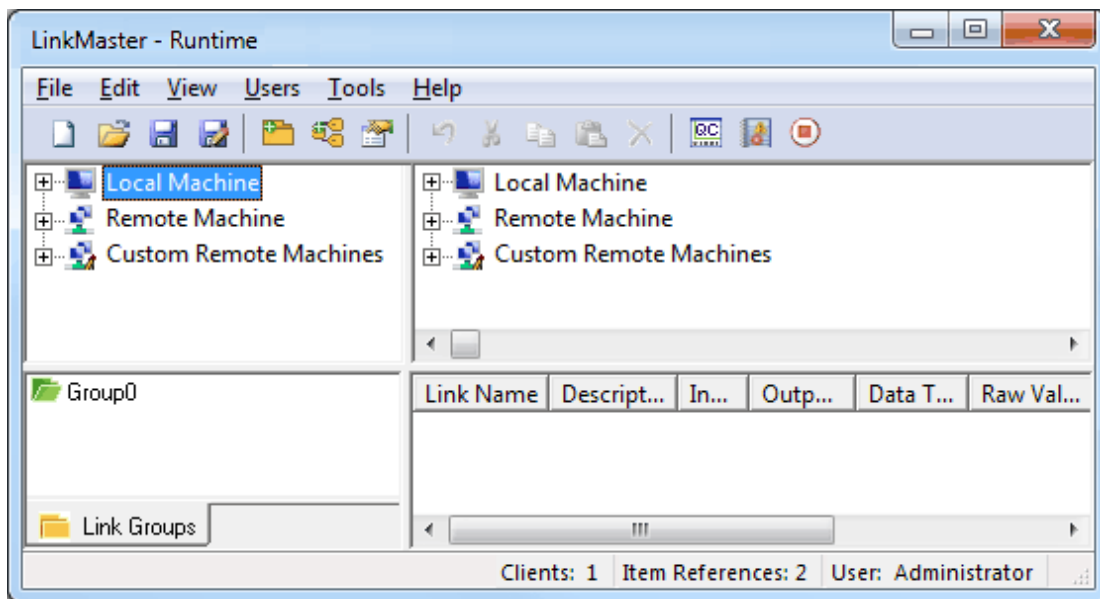 LinkMaster - Runtime
File Edit View Users Tools Help
QC
Local Machine
Remote Machine
Custom Remote Machines
Local Machine
Remote Machine
Custom Remote Machines
Group0
Link Groups
Link Name Descript... In... Outp... Data T... Raw Val...
Clients: 1 Item References: 2 User: Administrator